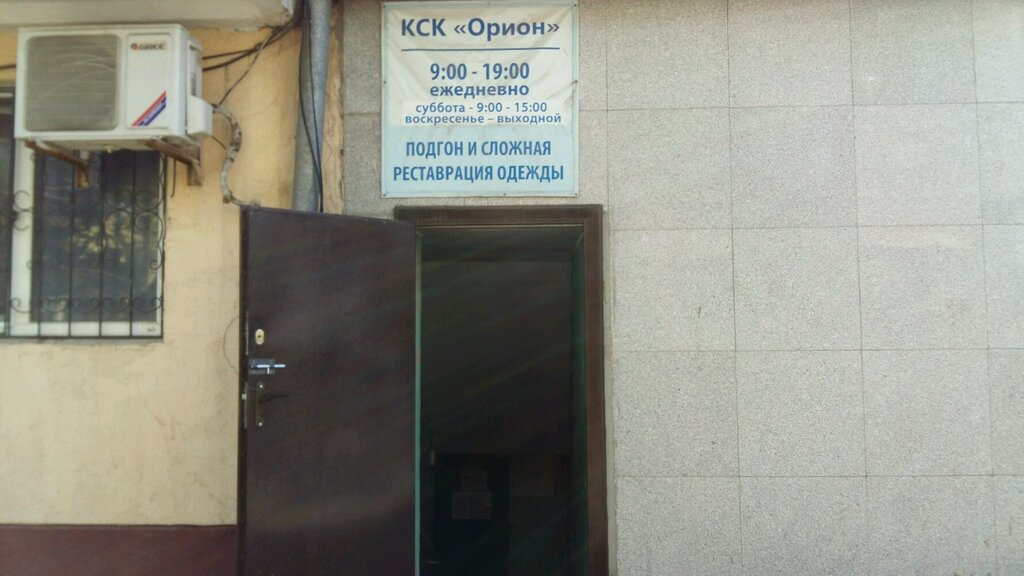 GREE
КСК «Орион»
9:00 - 19:00
ежедневно
суббота - 9:00 - 15:00
воскресенье – выходной
ПОДГОН И СЛОЖНАЯ
РЕСТАВРАЦИЯ ОДЕЖДЫ